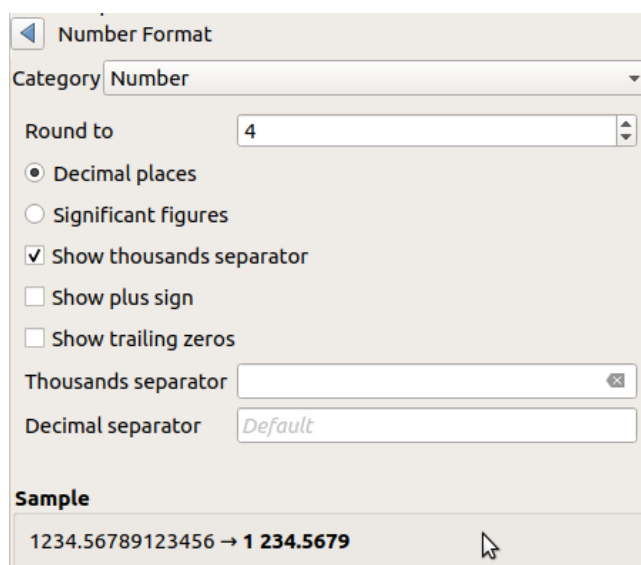 Number Format
Category Number
Round to 4
Decimal places
Significant figures
Show thousands separator
Show plus sign
Show trailing zeros
Thousands separator
Decimal separator Default
Sample
1234.56789123456 → 1 234.5679